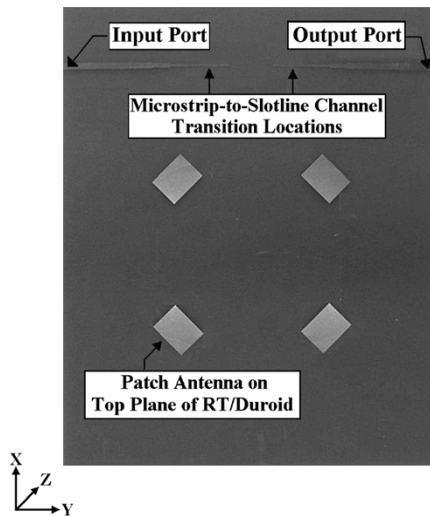 Input Port
Output Port
Microstrip-to-Slotline Channel
Transition Locations
Patch Antenna on
Top Plane of RT/Duroid
X
Z
Y